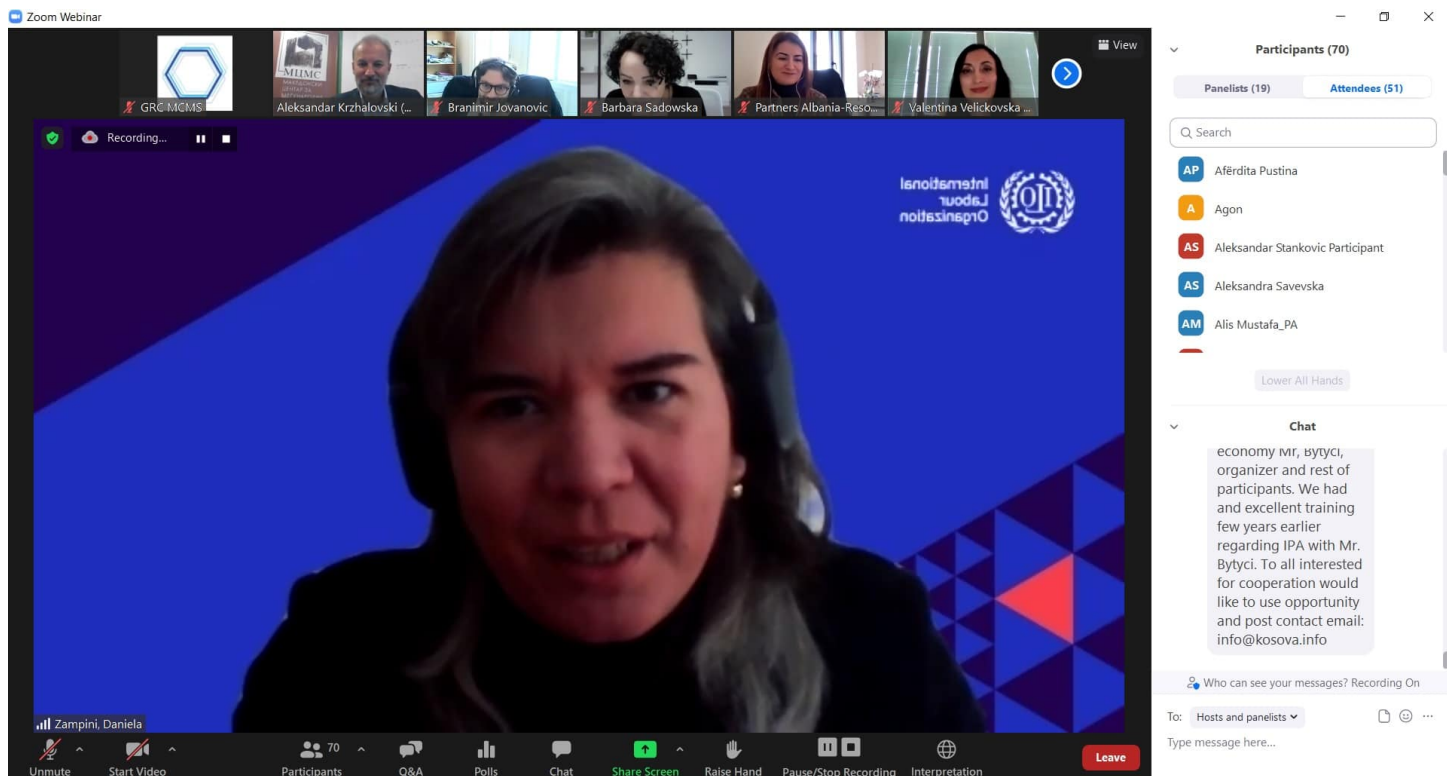 Zoom Webinar
GRC MCMS
МЦМС
Aleksandar Krzhalovski (...
Branimir Jovanovic
Barbara Sadowska
Partners Albania-Reso...
Valentina Velickovska ...
View
Recording...
International
Labour
Organization
Zampini, Daniela
Unmute
Start Video
70
Participants
Q&A
Polls
Chat
Share Screen
Raise Hand
Pause/Stop Recording
Interpretation
Leave
Participants (70)
Panelists (19)
Attendees (51)
Search
AP Afërdita Pustina
A Agon
AS Aleksandar Stankovic Participant
AS Aleksandra Savevska
AM Alis Mustafa_PA
Lower All Hands
Chat
economy Mr, Bytyci,
organizer and rest of
participants. We had
and excellent training
few years earlier
regarding IPA with Mr.
Bytyci. To all interested
for cooperation would
like to use opportunity
and post contact email:
info@kosova.info
Who can see your messages? Recording On
To: Hosts and panelists
Type message here...